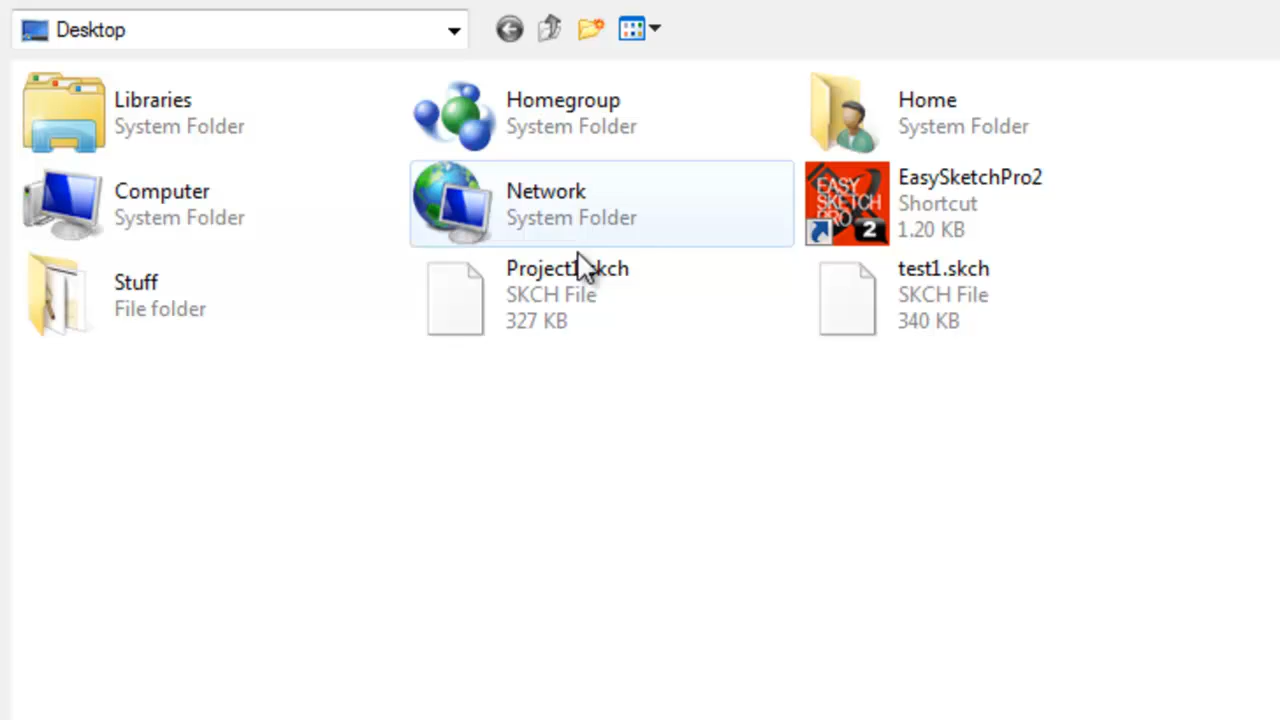 Desktop
Libraries
System Folder
Homegroup
System Folder
Home
System Folder
Computer
System Folder
Network
System Folder
EASY
SKETCH
PRO
2
EasySketchPro2
Shortcut
1.20 KB
Stuff
File folder
Project1.skch
SKCH File
327 KB
test1.skch
SKCH File
340 KB